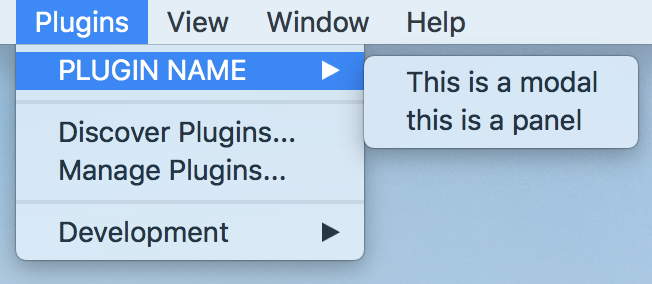 Plugins View Window Help
PLUGIN NAME
This is a modal
this is a panel
Discover Plugins...
Manage Plugins...
Development